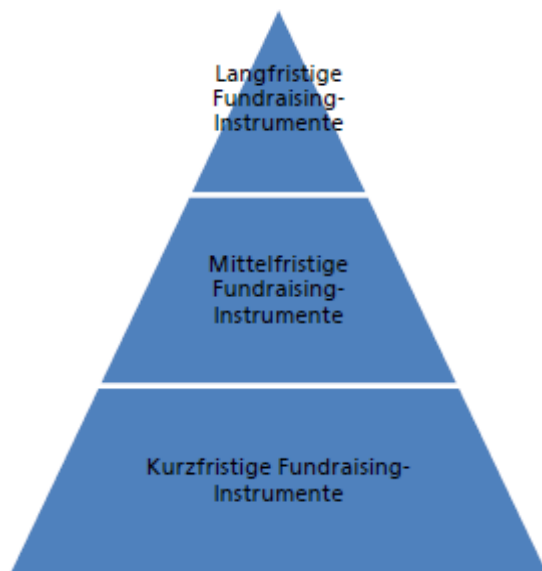 Langfristige
Fundraising-
Instrumente
Mittelfristige
Fundraising-
Instrumente
Kurzfristige Fundraising-
Instrumente